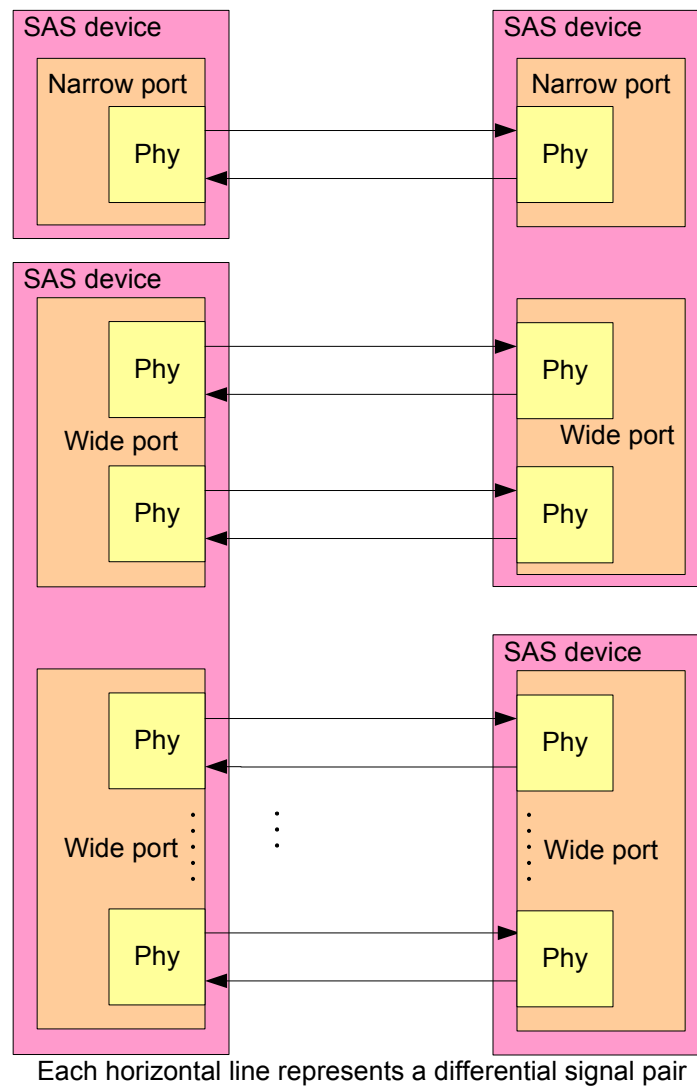 SAS device
Narrow port
Phy
SAS device
Narrow port
Phy
SAS device
Phy
Wide port
Phy
Phy
Wide port
Phy
Phy
Wide port
Phy
SAS device
Phy
Wide port
Phy
Each horizontal line represents a differential signal pair